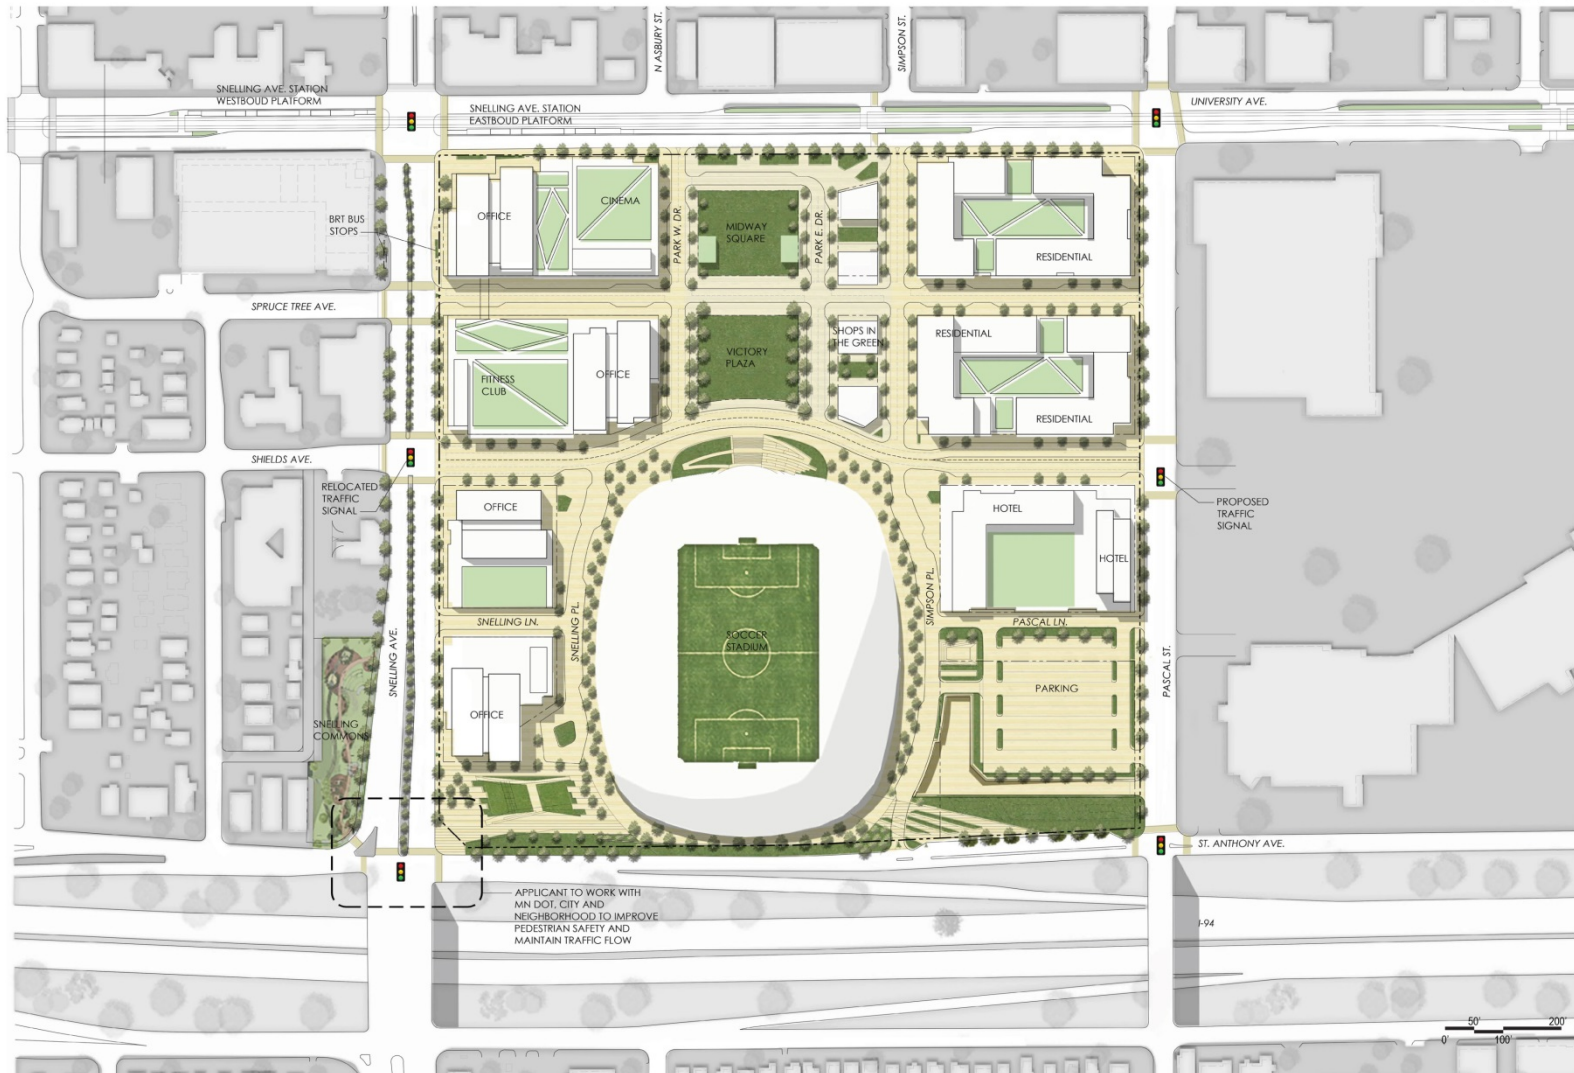 N ASBURY ST.
SIMPSON ST.
SNELLING AVE. STATION
WESTBOUD PLATFORM
SNELLING AVE. STATION
EASTBOUD PLATFORM
UNIVERSITY AVE.
BRT BUS
STOPS
OFFICE
CINEMA
PARK W. DR.
MIDWAY
SQUARE
PARK E. DR.
RESIDENTIAL
SPRUCE TREE AVE.
FITNESS
CLUB
OFFICE
VICTORY
PLAZA
SHOPS IN
THE GREEN
RESIDENTIAL
RESIDENTIAL
SHIELDS AVE.
RELOCATED
TRAFFIC
SIGNAL
OFFICE
HOTEL
HOTEL
PROPOSED
TRAFFIC
SIGNAL
SNELLING LN.
SNELLING PL.
SIMPSON PL.
PASCAL LN.
SOCCER
STADIUM
SNELLING AVE.
PASCAL ST.
PARKING
OFFICE
SNELLING
COMMONS
ST. ANTHONY AVE.
APPLICANT TO WORK WITH
MN DOT, CITY AND
NEIGHBORHOOD TO IMPROVE
PEDESTRIAN SAFETY AND
MAINTAIN TRAFFIC FLOW
I-94
50' 200'
0' 100'